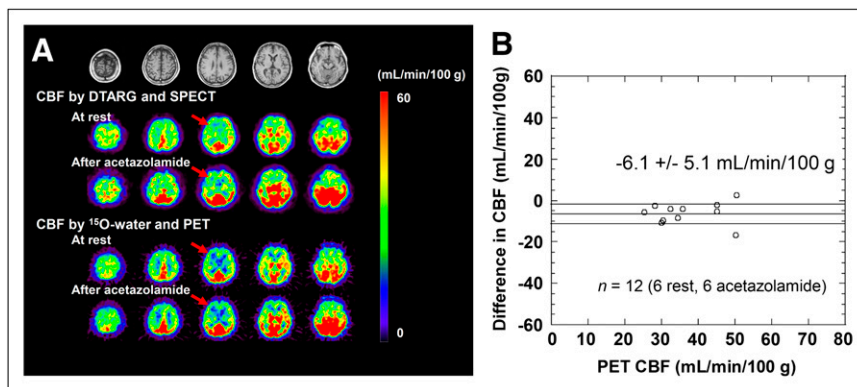 A
(mL/min/100 g)
60
CBF by DTARG and SPECT
At rest
After acetazolamide
CBF by ¹⁵O-water and PET
At rest
After acetazolamide
0
B
Difference in CBF (mL/min/100g)
60
40
20
0
-20
-40
-60
-6.1 +/- 5.1 mL/min/100 g
n = 12 (6 rest, 6 acetazolamide)
0 10 20 30 40 50 60 70 80
PET CBF (mL/min/100 g)